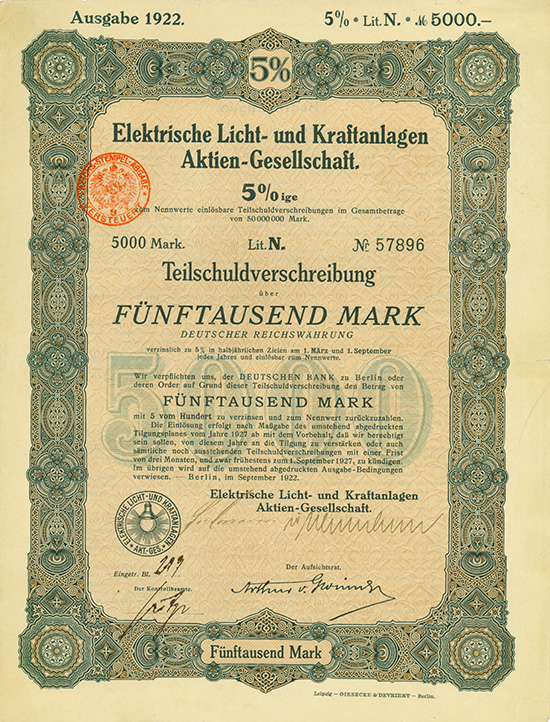 Ausgabe 1922.
5% • Lit. N. • № 5000.—
5%
Elektrische Licht- und Kraftanlagen
Aktien-Gesellschaft.
5% ige
zum Nennwerte einlösbare Teilschuldverschreibungen im Gesamtbetrage
von 50 000 000 Mark.
5000 Mark. Lit. N. № 57896
Teilschuldverschreibung
über
FÜNFTAUSEND MARK
DEUTSCHER REICHSWÄHRUNG
verzinslich zu 5% in halbjährlichen Zielen am 1. März und 1. September
jedes Jahres und einlösbar zum Nennwerte.
5000
Wir verpflichten uns, der DEUTSCHEN BANK zu Berlin oder
deren Order auf Grund dieser Teilschuldverschreibung den Betrag von
FÜNFTAUSEND MARK
mit 5 vom Hundert zu verzinsen und zum Nennwert zurückzuzahlen.
Die Einlösung erfolgt nach Maßgabe des umstehend abgedruckten
Tilgungsplanes vom Jahre 1927 ab mit dem Vorbehalt, daß wir berechtigt
sein sollen, von diesem Jahre an die Tilgung zu verstärken oder auch
sämtliche noch ausstehenden Teilschuldverschreibungen mit einer Frist
von drei Monaten, und zwar frühestens zum 1. September 1927, zu kündigen.
Im übrigen wird auf die umstehend abgedruckten Ausgabe-Bedingungen
verwiesen. — Berlin, im September 1922.
Elektrische Licht- und Kraftanlagen
Aktien-Gesellschaft.
ELEKTRISCHE LICHT- UND KRAFTANLAGEN
AKT.-GES.
Eingetr. Bl. 219
Der Aufsichtsrat.
Der Kontrollbeamte.
Arthur v. Gwinner
Fünftausend Mark
Leipzig — GIESECKE & DEVRIENT — Berlin.